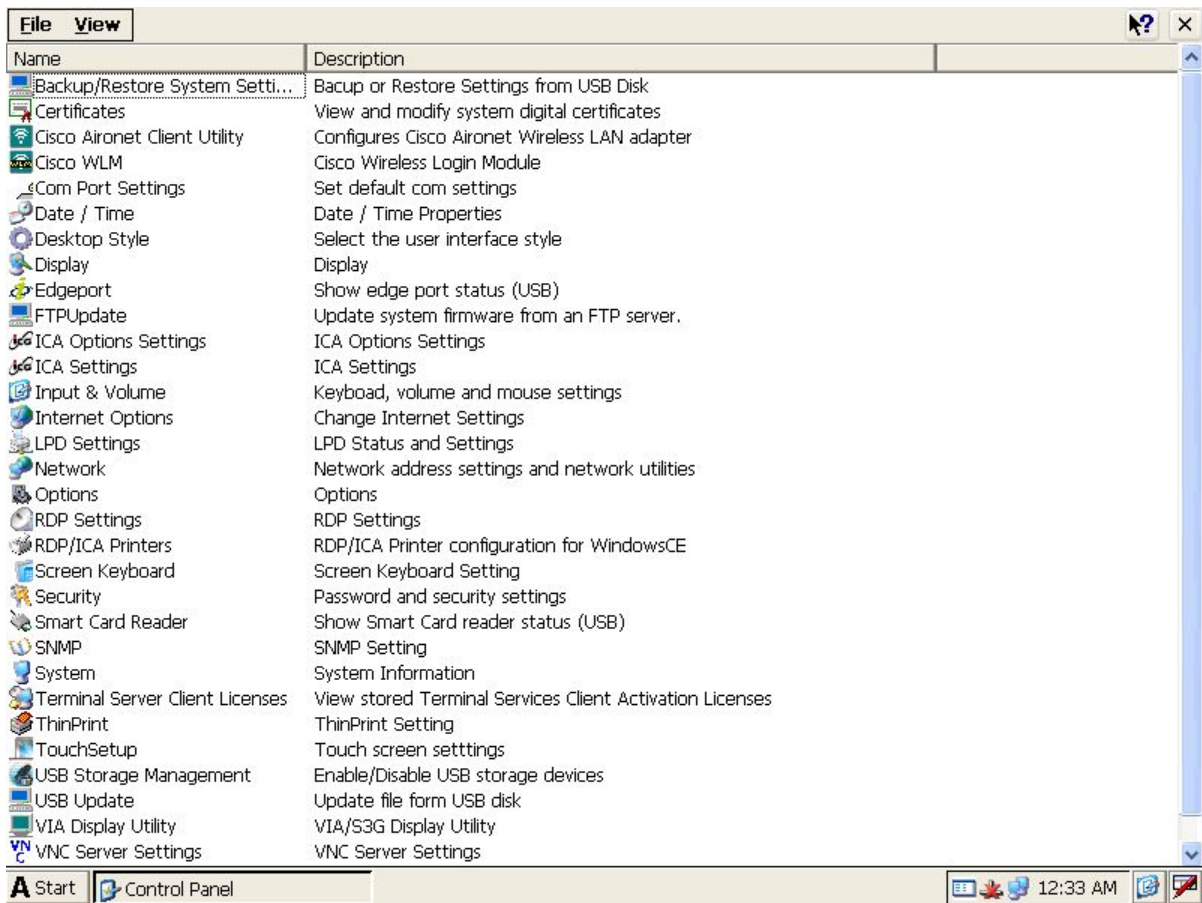 File View
Name Description
Backup/Restore System Setti... Bacup or Restore Settings from USB Disk
Certificates View and modify system digital certificates
Cisco Aironet Client Utility Configures Cisco Aironet Wireless LAN adapter
Cisco WLM Cisco Wireless Login Module
Com Port Settings Set default com settings
Date / Time Date / Time Properties
Desktop Style Select the user interface style
Display Display
Edgeport Show edge port status (USB)
FTPUpdate Update system firmware from an FTP server.
ICA Options Settings ICA Options Settings
ICA Settings ICA Settings
Input & Volume Keyboad, volume and mouse settings
Internet Options Change Internet Settings
LPD Settings LPD Status and Settings
Network Network address settings and network utilities
Options Options
RDP Settings RDP Settings
RDP/ICA Printers RDP/ICA Printer configuration for WindowsCE
Screen Keyboard Screen Keyboard Setting
Security Password and security settings
Smart Card Reader Show Smart Card reader status (USB)
SNMP SNMP Setting
System System Information
Terminal Server Client Licenses View stored Terminal Services Client Activation Licenses
ThinPrint ThinPrint Setting
TouchSetup Touch screen setttings
USB Storage Management Enable/Disable USB storage devices
USB Update Update file form USB disk
VIA Display Utility VIA/S3G Display Utility
VNC Server Settings VNC Server Settings
A Start Control Panel 12:33 AM